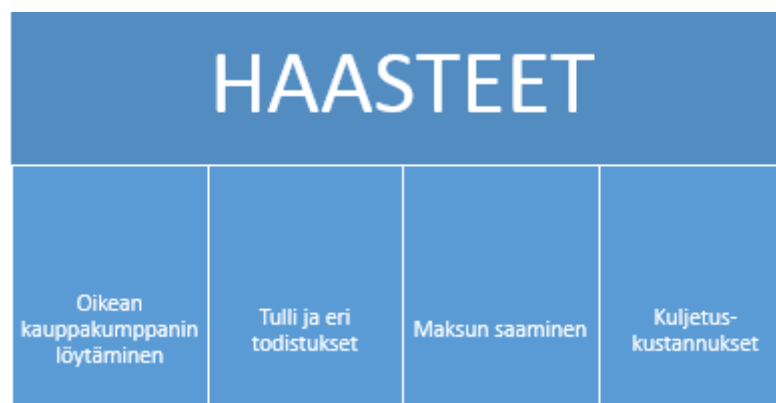 HAASTEET
Oikean
kauppakumppanin
löytäminen
Tulli ja eri
todistukset
Maksun saaminen
Kuljetus-
kustannukset